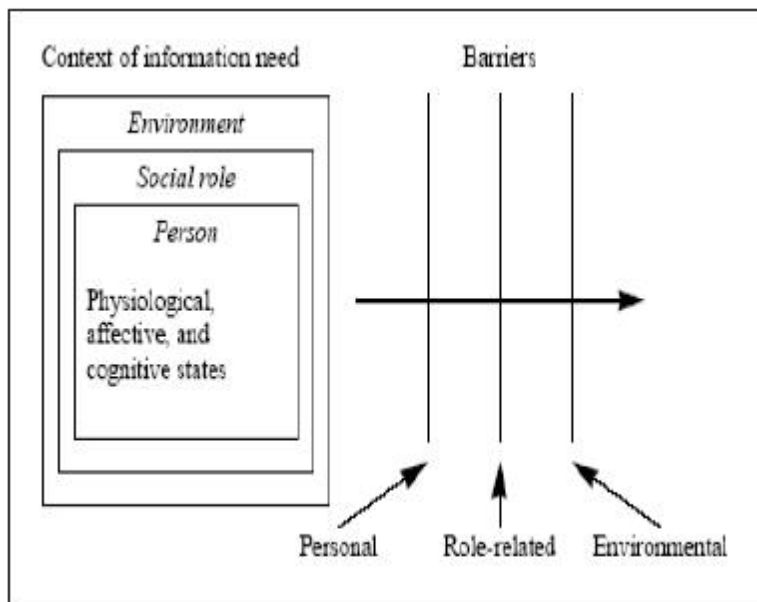 Context of information need
Barriers
Environment
Social role
Person
Physiological,
affective, and
cognitive states
Personal
Role-related
Environmental